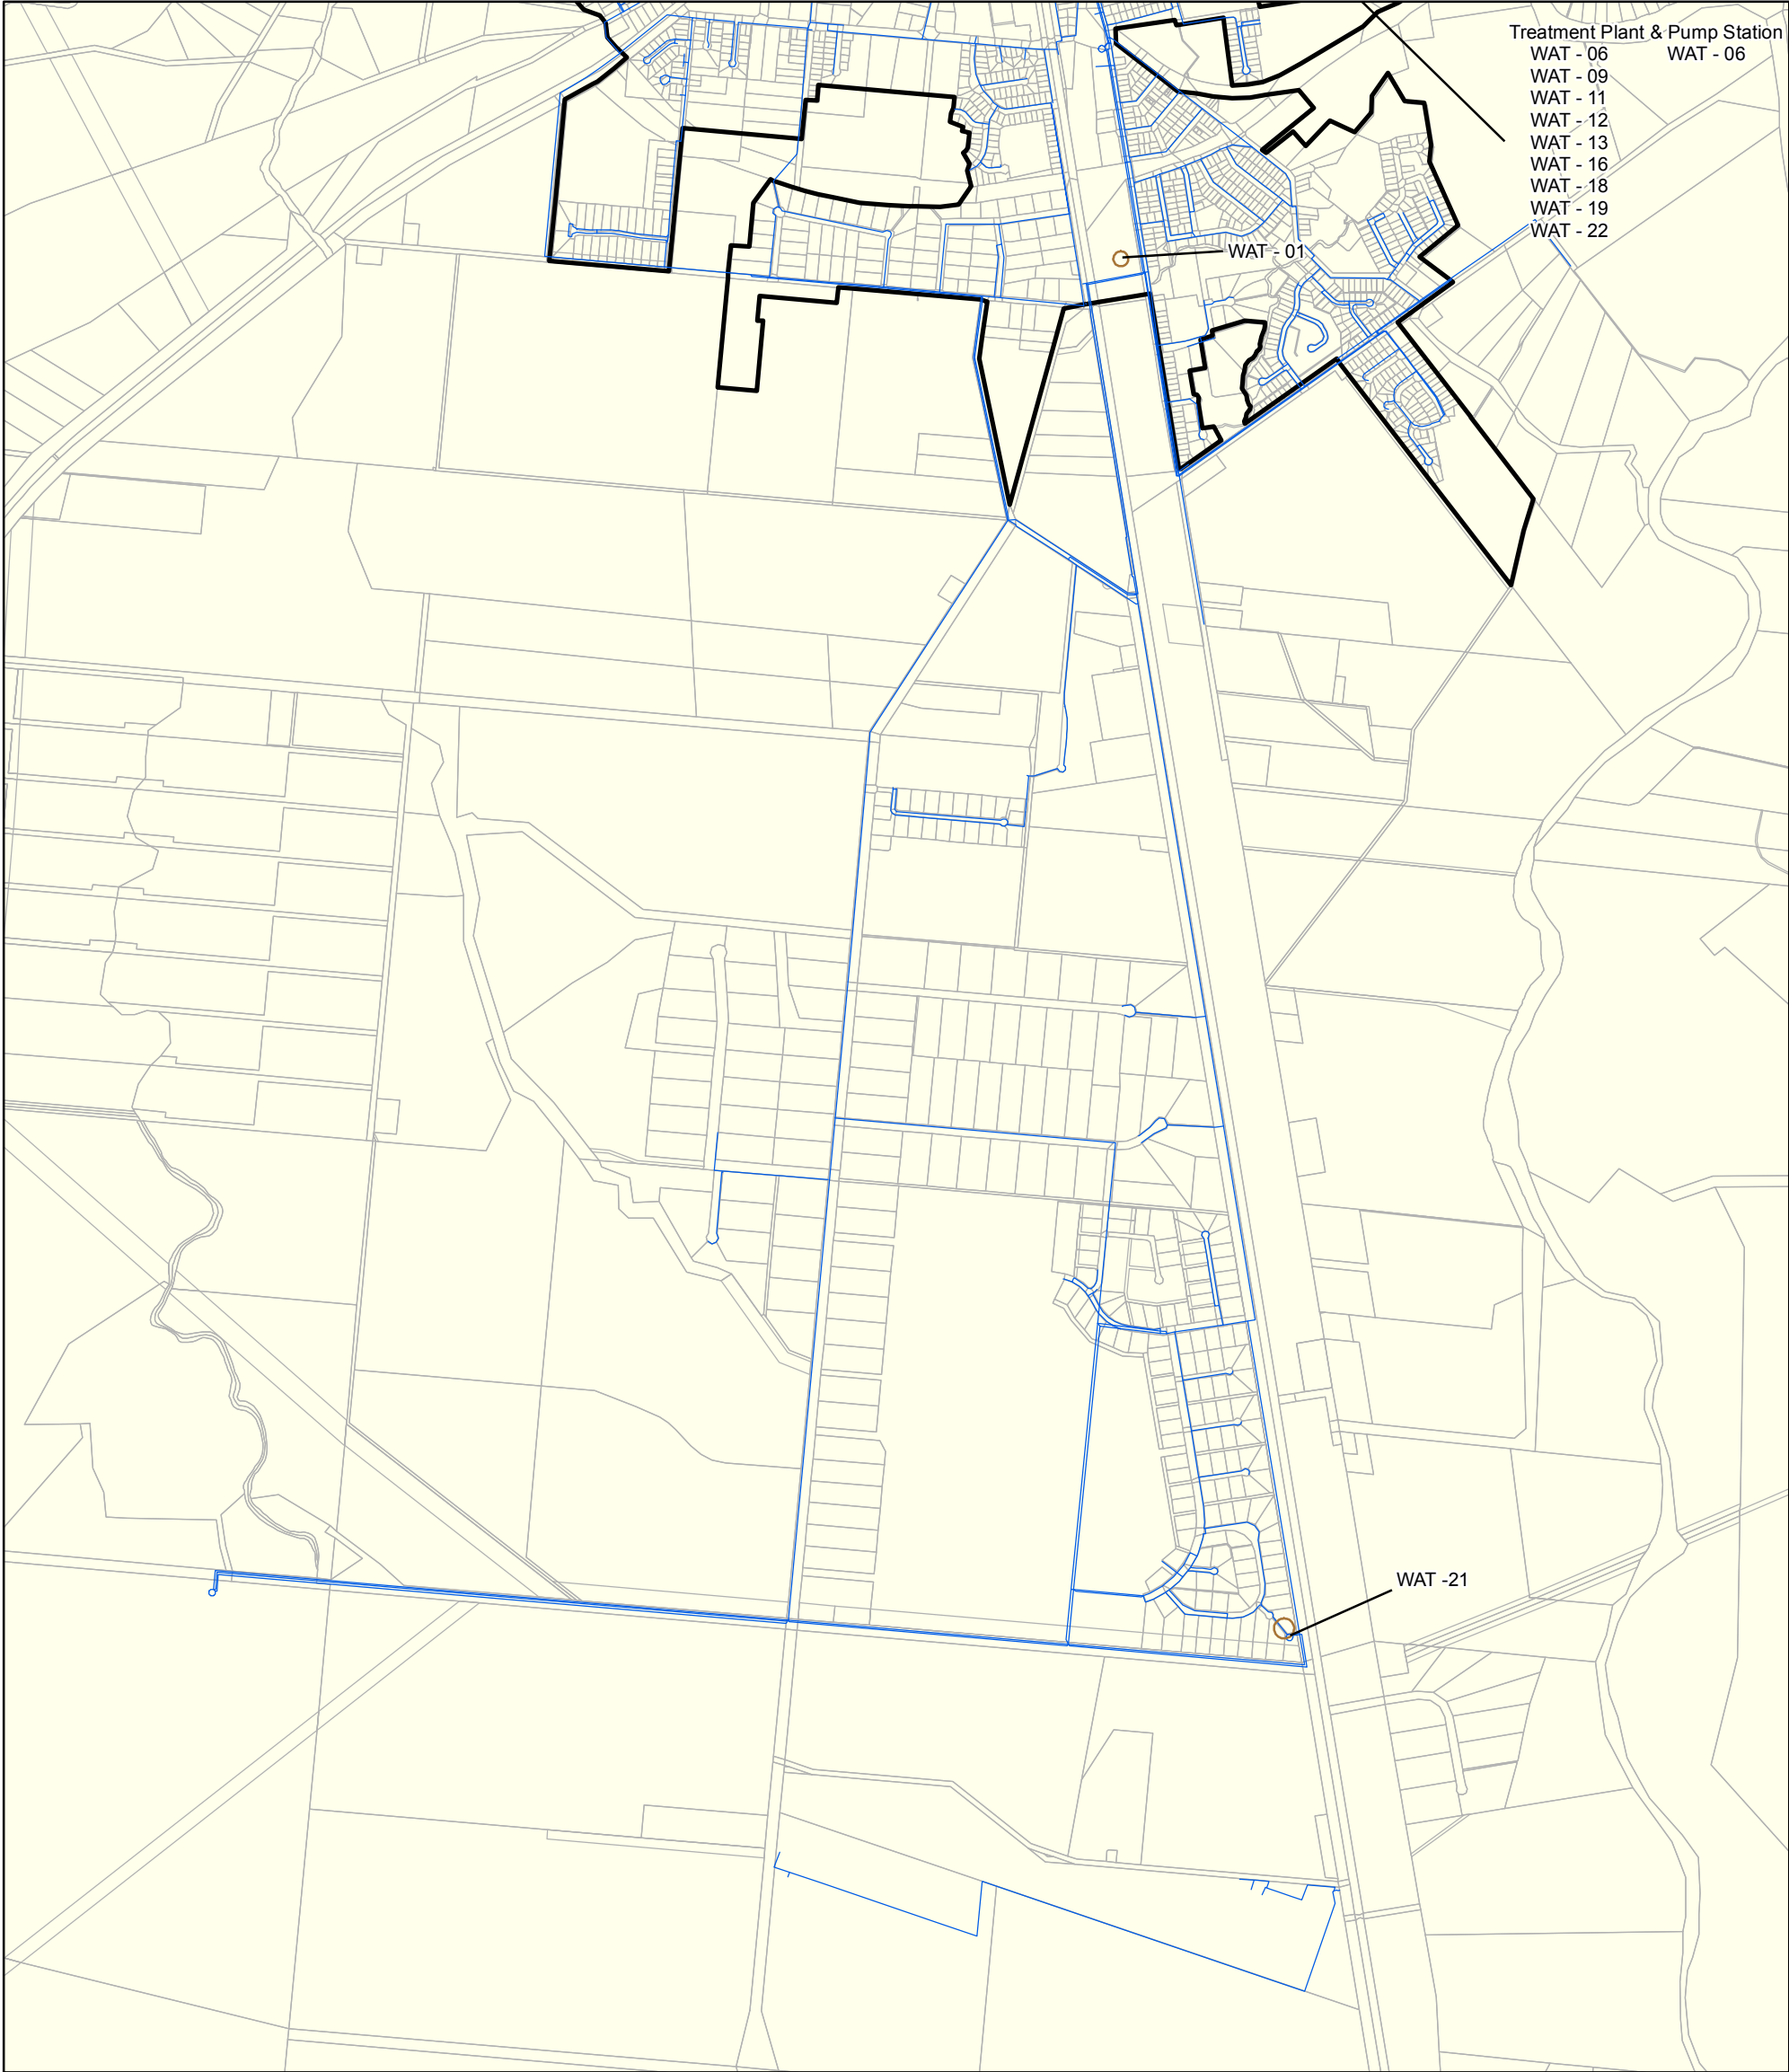 Treatment Plant & Pump Station
WAT - 06 WAT - 06
WAT - 09
WAT - 11
WAT - 12
WAT - 13
WAT - 16
WAT - 18
WAT - 19
WAT - 22
WAT - 01
WAT -21